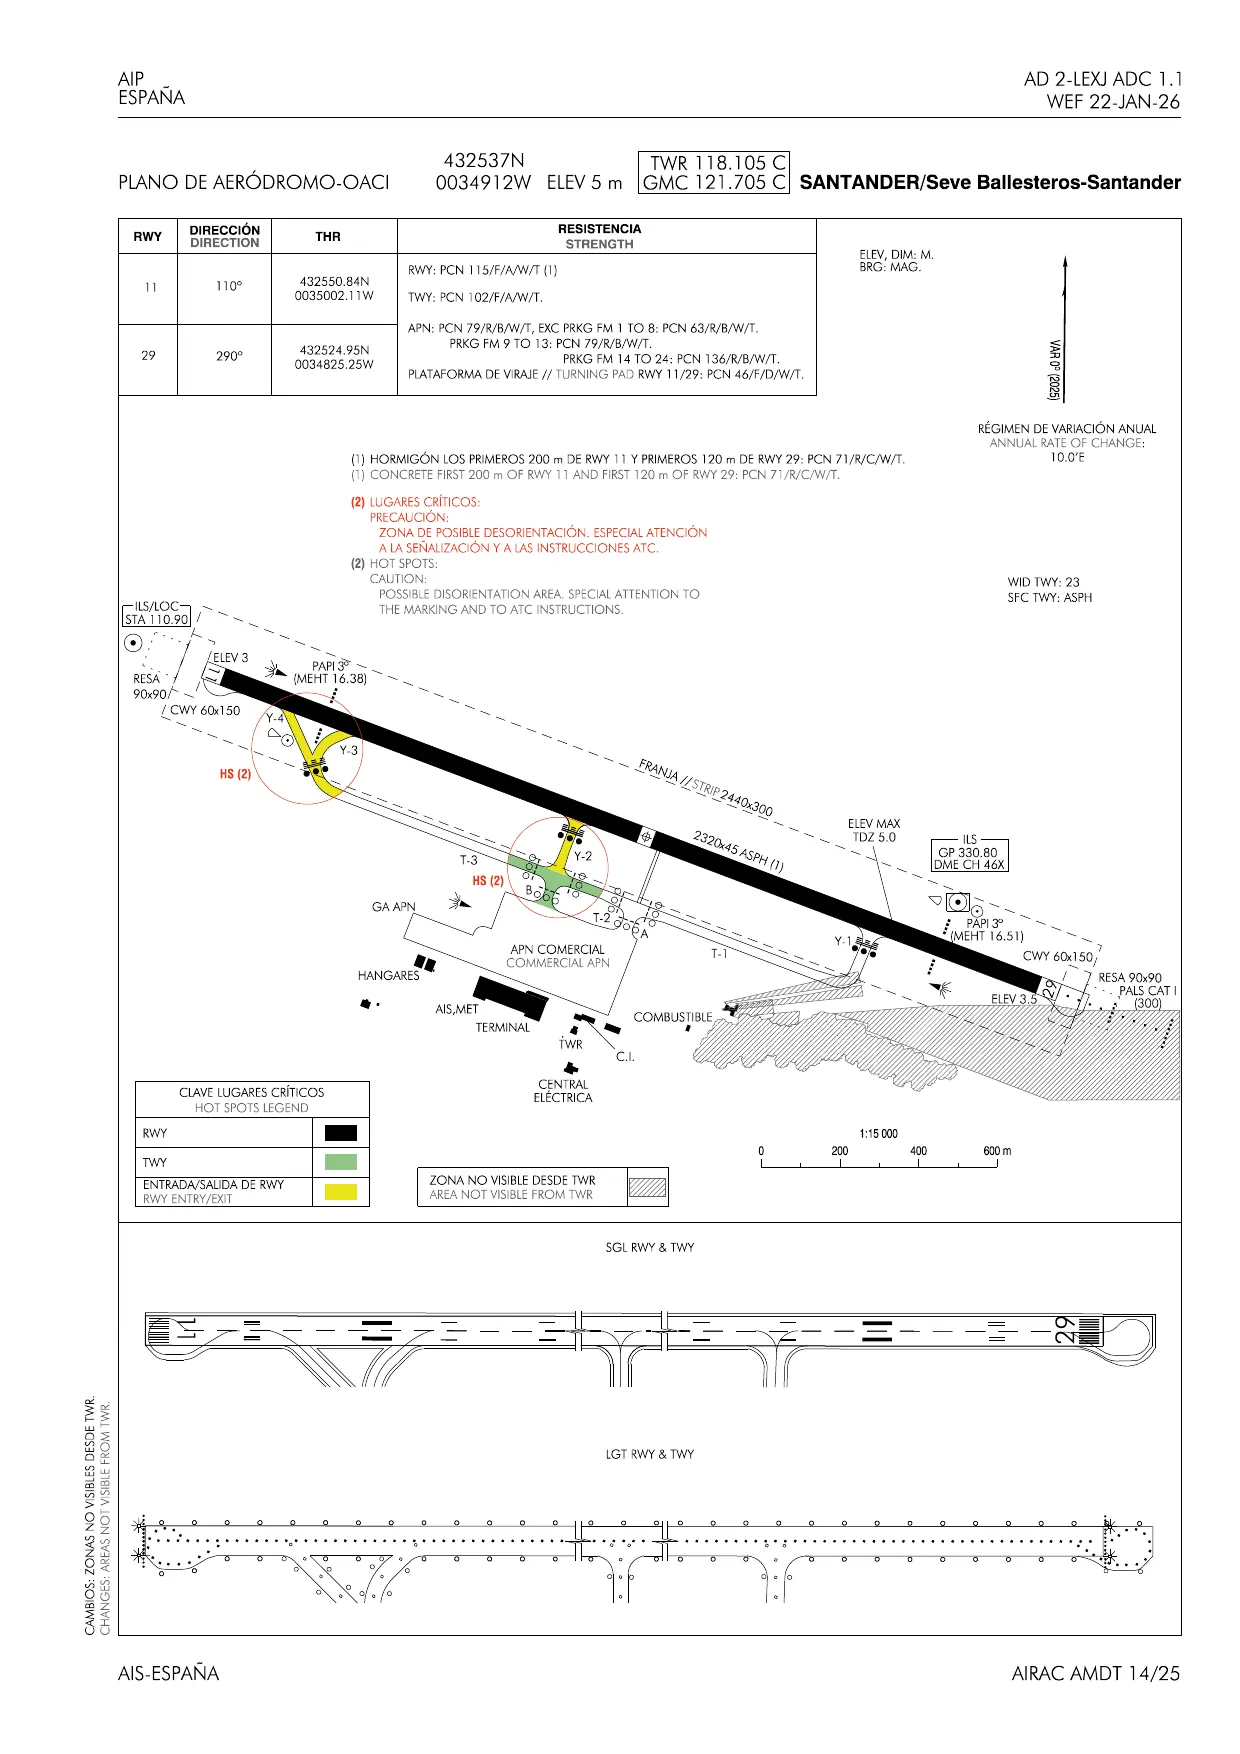 AIP
ESPAÑA
AD 2-LEXJ ADC 1.1
WEF 22-JAN-26
PLANO DE AERÓDROMO-OACI
432537N
0034912W
ELEV 5 m
TWR 118.105 C
GMC 121.705 C
SANTANDER/Seve Ballesteros-Santander
RWY
DIRECCIÓN
DIRECTION
THR
RESISTENCIA
STRENGTH
11
110º
432550.84N
0035002.11W
29
290º
432524.95N
0034825.25W
RWY: PCN 115/F/A/W/T (1)
TWY: PCN 102/F/A/W/T.
APN: PCN 79/R/B/W/T, EXC PRKG FM 1 TO 8: PCN 63/R/B/W/T.
PRKG FM 9 TO 13: PCN 79/R/B/W/T.
PRKG FM 14 TO 24: PCN 136/R/B/W/T.
PLATAFORMA DE VIRAJE // TURNING PAD RWY 11/29: PCN 46/F/D/W/T.
ELEV, DIM: M.
BRG: MAG.
VAR 0º (2025)
RÉGIMEN DE VARIACIÓN ANUAL
ANNUAL RATE OF CHANGE:
10.0'E
(1) HORMIGÓN LOS PRIMEROS 200 m DE RWY 11 Y PRIMEROS 120 m DE RWY 29: PCN 71/R/C/W/T.
(1) CONCRETE FIRST 200 m OF RWY 11 AND FIRST 120 m OF RWY 29: PCN 71/R/C/W/T.
(2) LUGARES CRÍTICOS:
PRECAUCIÓN:
ZONA DE POSIBLE DESORIENTACIÓN. ESPECIAL ATENCIÓN
A LA SEÑALIZACIÓN Y A LAS INSTRUCCIONES ATC.
(2) HOT SPOTS:
CAUTION:
POSSIBLE DISORIENTATION AREA. SPECIAL ATTENTION TO
THE MARKING AND TO ATC INSTRUCTIONS.
WID TWY: 23
SFC TWY: ASPH
ILS/LOC
STA 110.90
ELEV 3
PAPI 3º
(MEHT 16.38)
RESA
90x90
CWY 60x150
11
Y-4
Y-3
HS (2)
FRANJA // STRIP 2440x300
2320x45 ASPH (1)
ELEV MAX
TDZ 5.0
ILS
GP 330.80
DME CH 46X
T-3
Y-2
HS (2)
B
T-2
A
GA APN
APN COMERCIAL
COMMERCIAL APN
T-1
Y-1
PAPI 3º
(MEHT 16.51)
CWY 60x150
RESA 90x90
PALS CAT I
(300)
ELEV 3.5
29
HANGARES
AIS,MET
TERMINAL
COMBUSTIBLE
TWR
C.I.
CENTRAL
ELÉCTRICA
CLAVE LUGARES CRÍTICOS
HOT SPOTS LEGEND
RWY
TWY
ENTRADA/SALIDA DE RWY
RWY ENTRY/EXIT
ZONA NO VISIBLE DESDE TWR
AREA NOT VISIBLE FROM TWR
1:15 000
0 200 400 600 m
SGL RWY & TWY
11
29
LGT RWY & TWY
CAMBIOS: ZONAS NO VISIBLES DESDE TWR.
CHANGES: AREAS NOT VISIBLE FROM TWR.
AIS-ESPAÑA
AIRAC AMDT 14/25